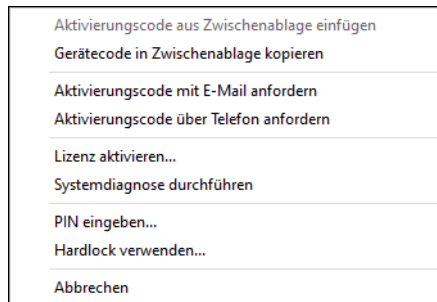 Aktivierungscode aus Zwischenablage einfügen
Gerätecode in Zwischenablage kopieren
Aktivierungscode mit E-Mail anfordern
Aktivierungscode über Telefon anfordern
Lizenz aktivieren...
Systemdiagnose durchführen
PIN eingeben...
Hardlock verwenden...
Abbrechen